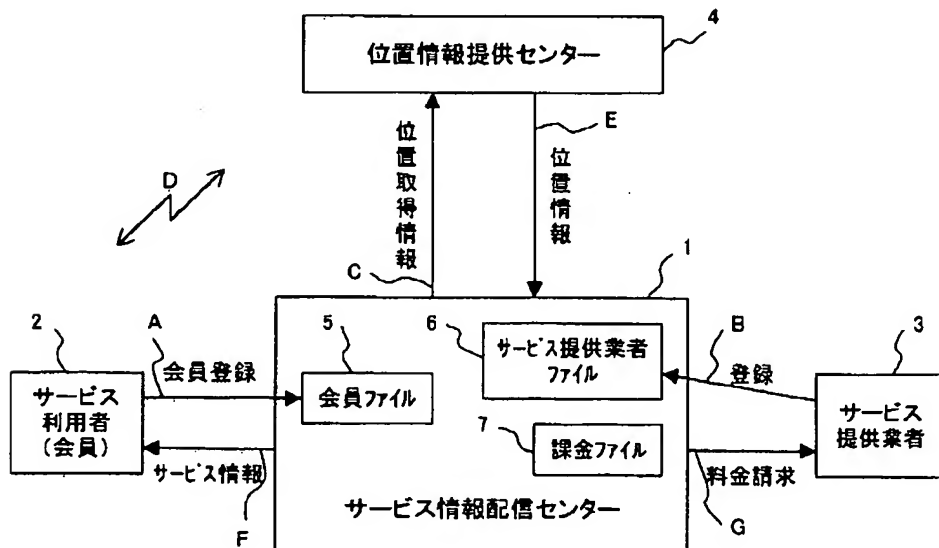 4
位置情報提供センター
E
D
位置取得情報
位置情報
C
1
2
A
5
6
B
3
サービス提供業者
ファイル
会員登録
登録
サービス
利用者
(会員)
会員ファイル
サービス
提供業者
7
課金ファイル
サービス情報
料金請求
サービス情報配信センター
F
G